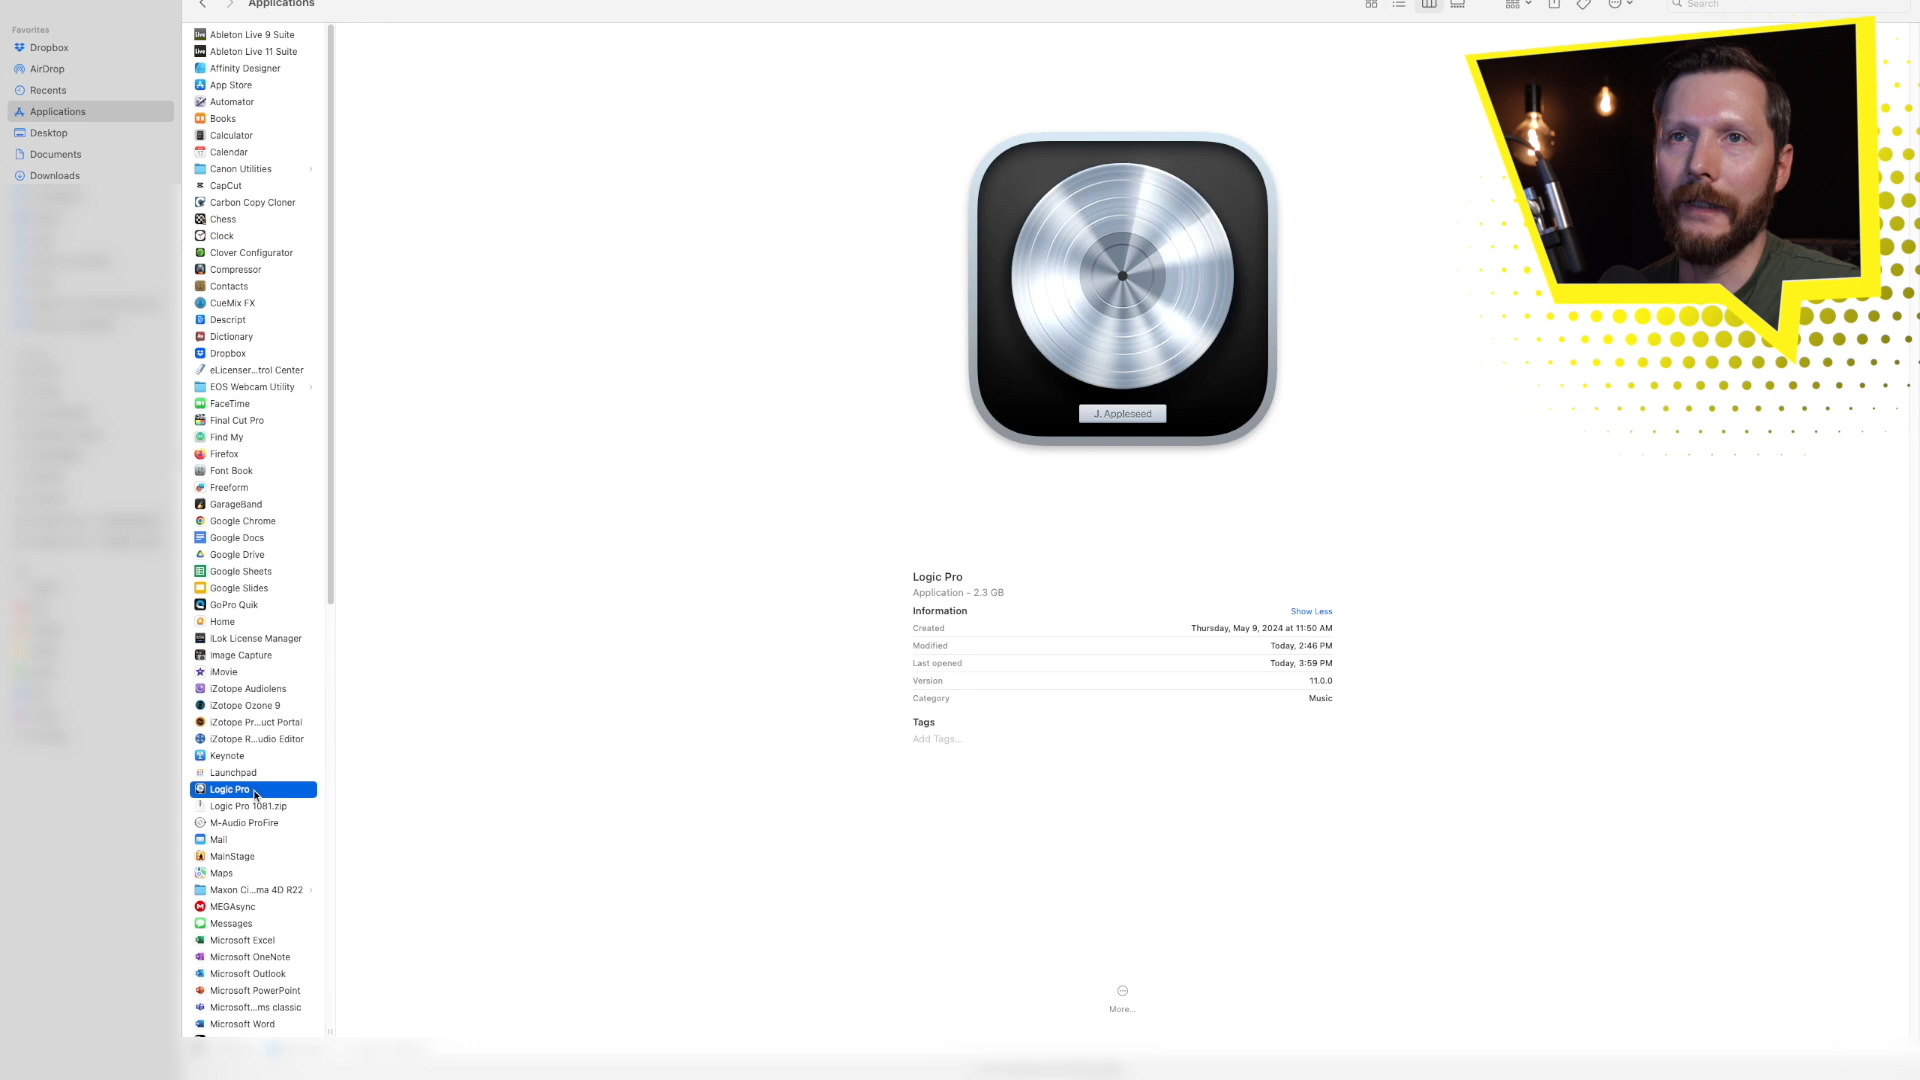 Applications
Search
Favorites
Dropbox
AirDrop
Recents
Applications
Desktop
Documents
Downloads
Ableton Live 9 Suite
Ableton Live 11 Suite
Affinity Designer
App Store
Automator
Books
Calculator
Calendar
Canon Utilities
CapCut
Carbon Copy Cloner
Chess
Clock
Clover Configurator
Compressor
Contacts
CueMix FX
Descript
Dictionary
Dropbox
eLicenser...trol Center
EOS Webcam Utility
FaceTime
Final Cut Pro
Find My
Firefox
Font Book
Freeform
GarageBand
Google Chrome
Google Docs
Google Drive
Google Sheets
Google Slides
GoPro Quik
Home
iLok License Manager
Image Capture
iMovie
iZotope Audiolens
iZotope Ozone 9
iZotope Pr...uct Portal
iZotope R...udio Editor
Keynote
Launchpad
Logic Pro
Logic Pro 1081.zip
M-Audio ProFire
Mail
MainStage
Maps
Maxon Ci...ma 4D R22
MEGAsync
Messages
Microsoft Excel
Microsoft OneNote
Microsoft Outlook
Microsoft PowerPoint
Microsoft...ms classic
Microsoft Word
J. Appleseed
Logic Pro
Application - 2.3 GB
Information Show Less
Created Thursday, May 9, 2024 at 11:50 AM
Modified Today, 2:46 PM
Last opened Today, 3:59 PM
Version 11.0.0
Category Music
Tags
Add Tags...
More...